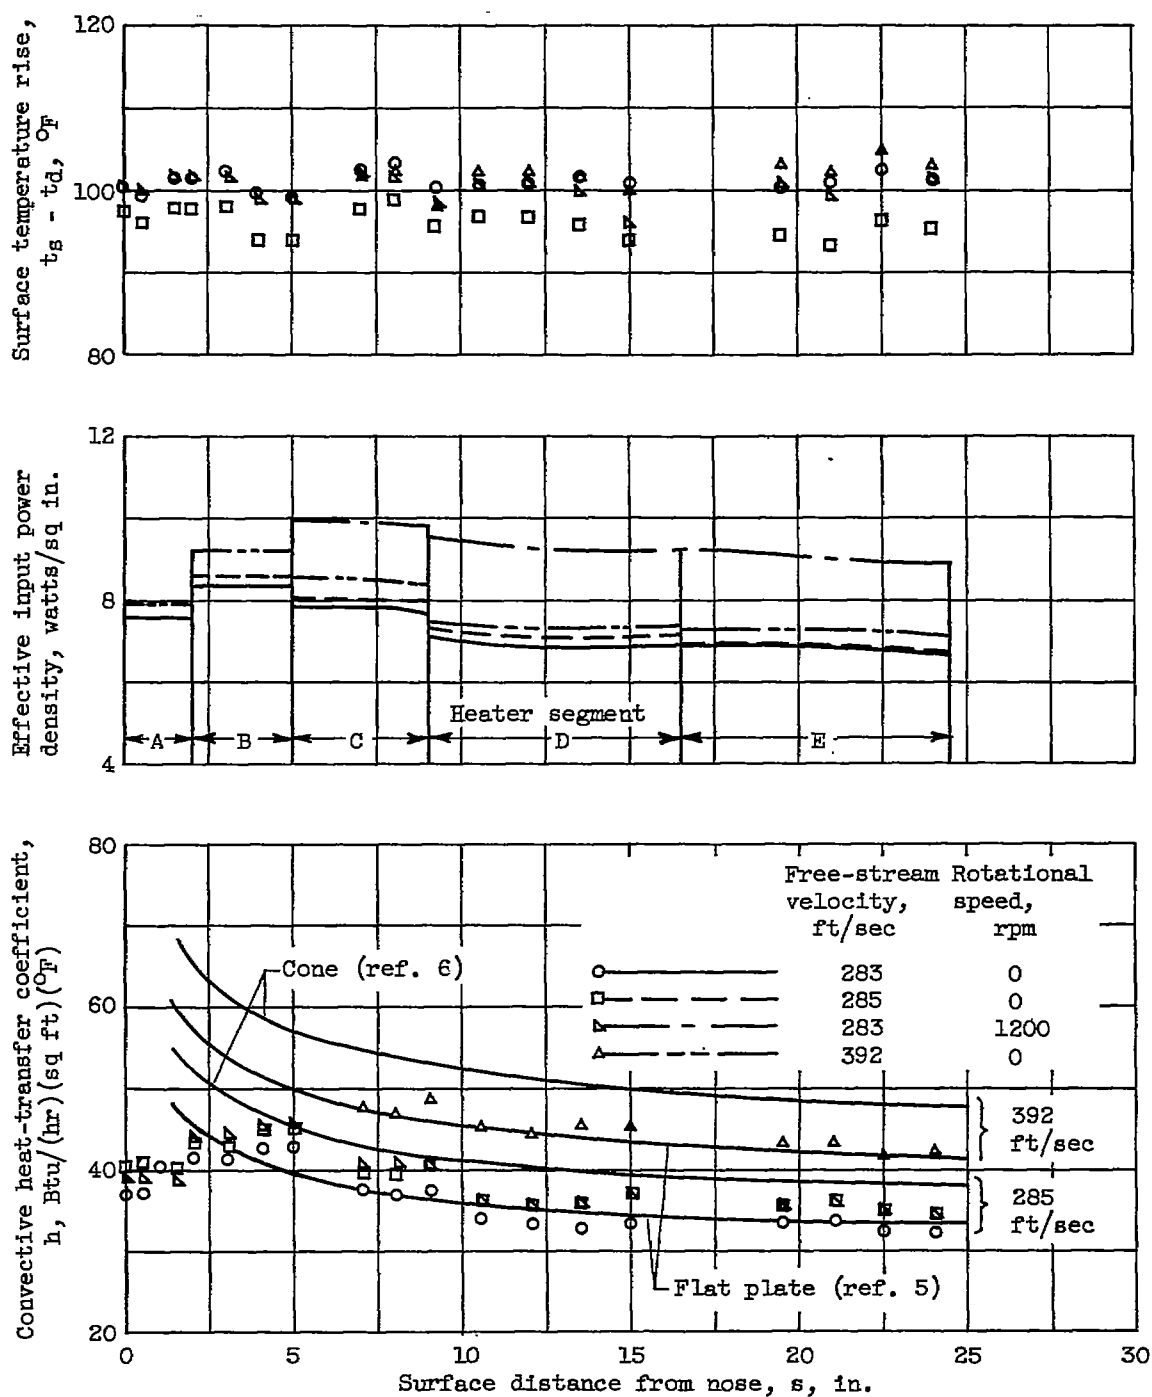 Surface temperature rise,
t_s - t_d, °F
120
100
80
Effective input power
density, watts/sq in.
12
8
4
Heater segment
A B C D E
Convective heat-transfer coefficient,
h, Btu/(hr)(sq ft)(°F)
80
60
40
20
Free-stream Rotational
velocity, speed,
ft/sec rpm
283 0
285 0
283 1200
392 0
Cone (ref. 6)
392
ft/sec
285
ft/sec
Flat plate (ref. 5)
0 5 10 15 20 25 30
Surface distance from nose, s, in.